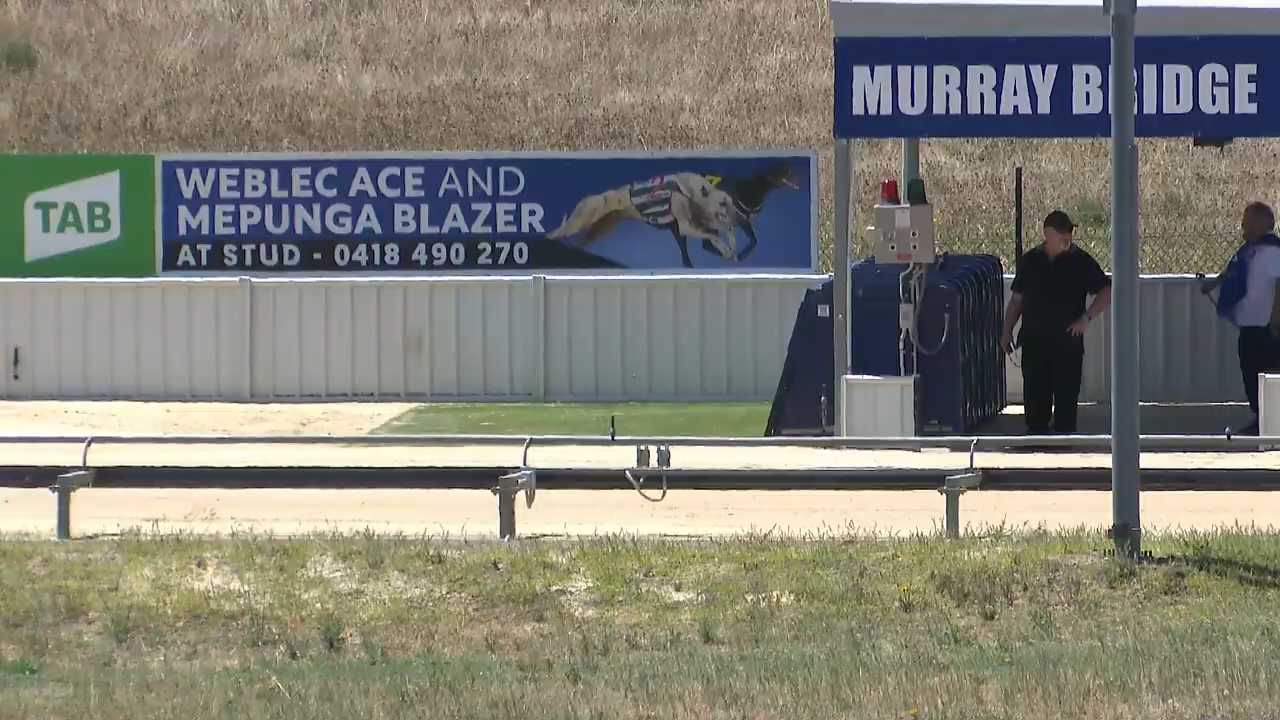 TAB
WEBLEC ACE AND
MEPUNGA BLAZER
AT STUD - 0418 490 270
MURRAY BRIDGE